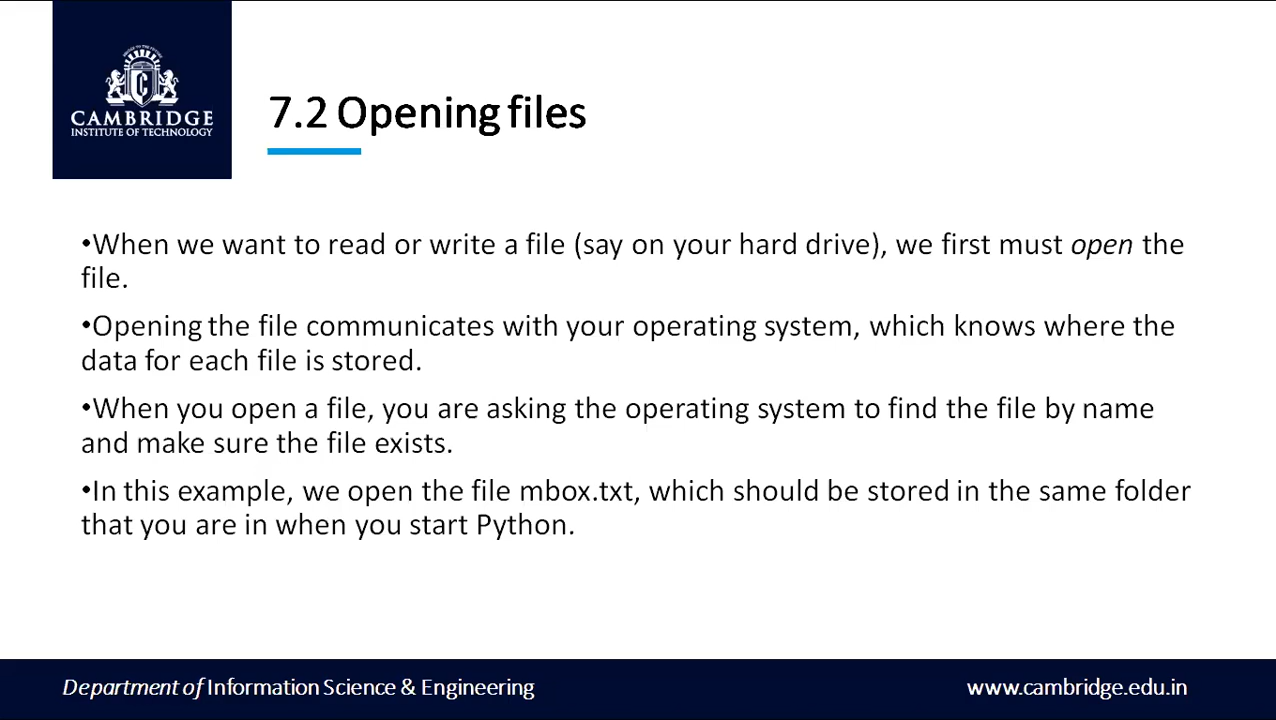 CAMBRIDGE
INSTITUTE OF TECHNOLOGY
7.2 Opening files
•When we want to read or write a file (say on your hard drive), we first must open the
file.
•Opening the file communicates with your operating system, which knows where the
data for each file is stored.
•When you open a file, you are asking the operating system to find the file by name
and make sure the file exists.
•In this example, we open the file mbox.txt, which should be stored in the same folder
that you are in when you start Python.
Department of Information Science & Engineering
www.cambridge.edu.in